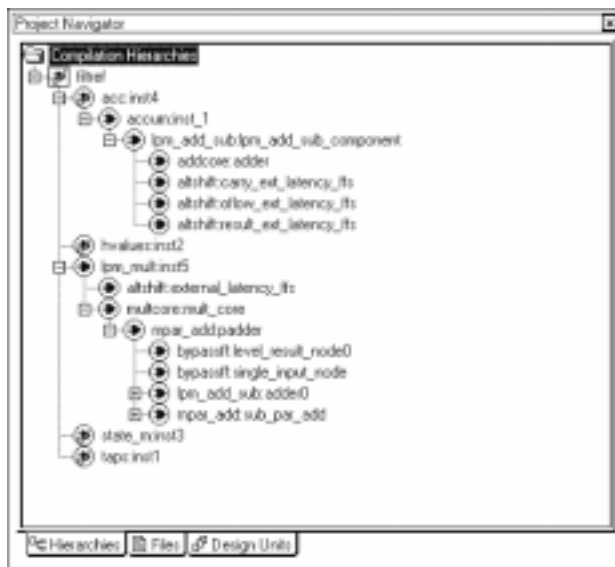 Project Navigator
Compilation Hierarchies
filtref
acc:inst4
accum:inst_1
lpm_add_sub:lpm_add_sub_component
addcore:adder
altshift:carry_ext_latency_ffs
altshift:oflow_ext_latency_ffs
altshift:result_ext_latency_ffs
hvalues:inst2
lpm_mult:inst5
altshift:external_latency_ffs
multcore:mult_core
mpar_add:padder
bypassff:level_result_node0
bypassff:single_input_node
lpm_add_sub:adder0
mpar_add:sub_par_add
state_m:inst3
taps:inst1
Hierarchies Files Design Units